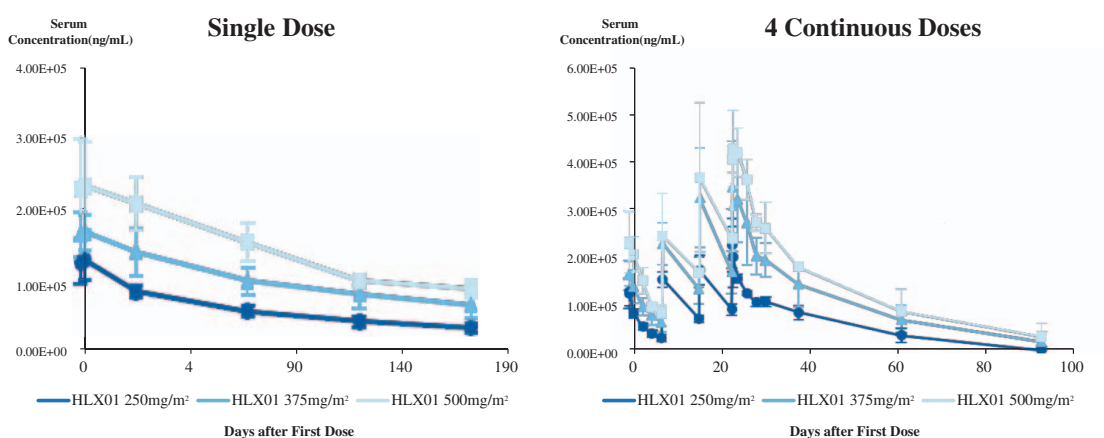 Serum
Concentration(ng/mL)
Single Dose
4.00E+05
3.00E+05
2.00E+05
1.00E+05
0.00E+00
0 4 90 140 190
HLX01 250mg/m² HLX01 375mg/m² HLX01 500mg/m²
Days after First Dose
Serum
Concentration(ng/mL)
4 Continuous Doses
6.00E+05
5.00E+05
4.00E+05
3.00E+05
2.00E+05
1.00E+05
0.00E+00
0 20 40 60 80 100
HLX01 250mg/m² HLX01 375mg/m² HLX01 500mg/m²
Days after First Dose